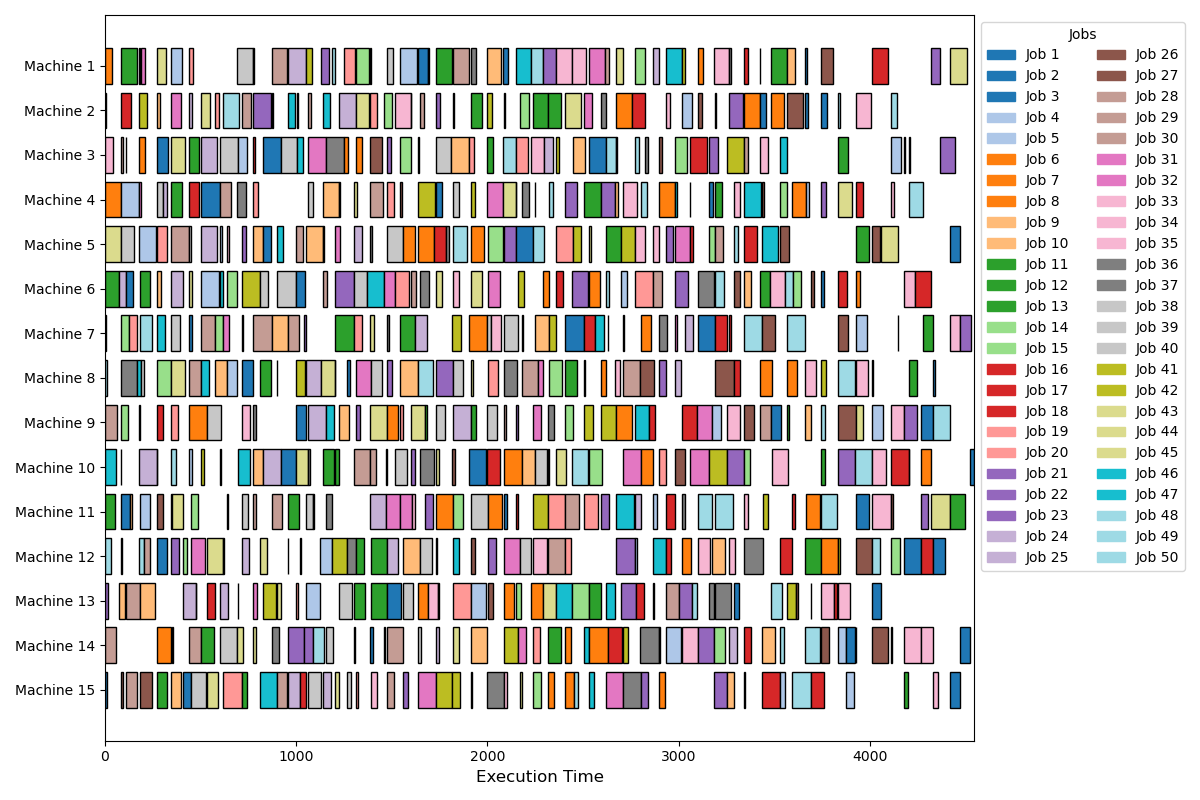 Machine 1
Machine 2
Machine 3
Machine 4
Machine 5
Machine 6
Machine 7
Machine 8
Machine 9
Machine 10
Machine 11
Machine 12
Machine 13
Machine 14
Machine 15
0 1000 2000 3000 4000
Execution Time
Jobs
Job 1 Job 26
Job 2 Job 27
Job 3 Job 28
Job 4 Job 29
Job 5 Job 30
Job 6 Job 31
Job 7 Job 32
Job 8 Job 33
Job 9 Job 34
Job 10 Job 35
Job 11 Job 36
Job 12 Job 37
Job 13 Job 38
Job 14 Job 39
Job 15 Job 40
Job 16 Job 41
Job 17 Job 42
Job 18 Job 43
Job 19 Job 44
Job 20 Job 45
Job 21 Job 46
Job 22 Job 47
Job 23 Job 48
Job 24 Job 49
Job 25 Job 50